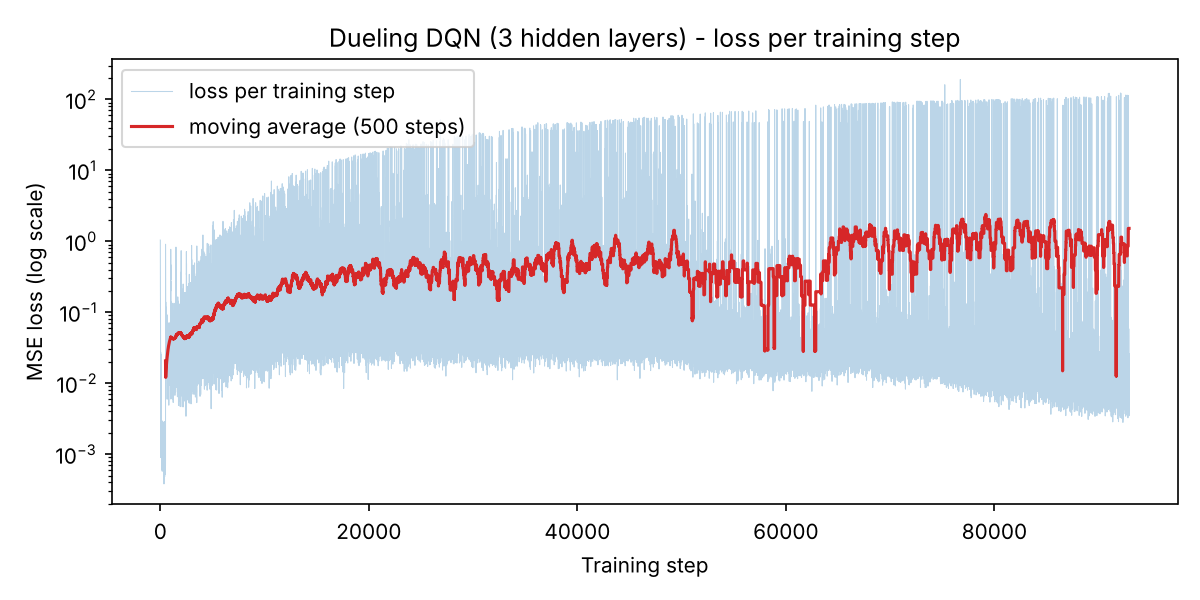 Dueling DQN (3 hidden layers) - loss per training step
loss per training step
moving average (500 steps)
MSE loss (log scale)
10²
10¹
10⁰
10⁻¹
10⁻²
10⁻³
0 20000 40000 60000 80000
Training step